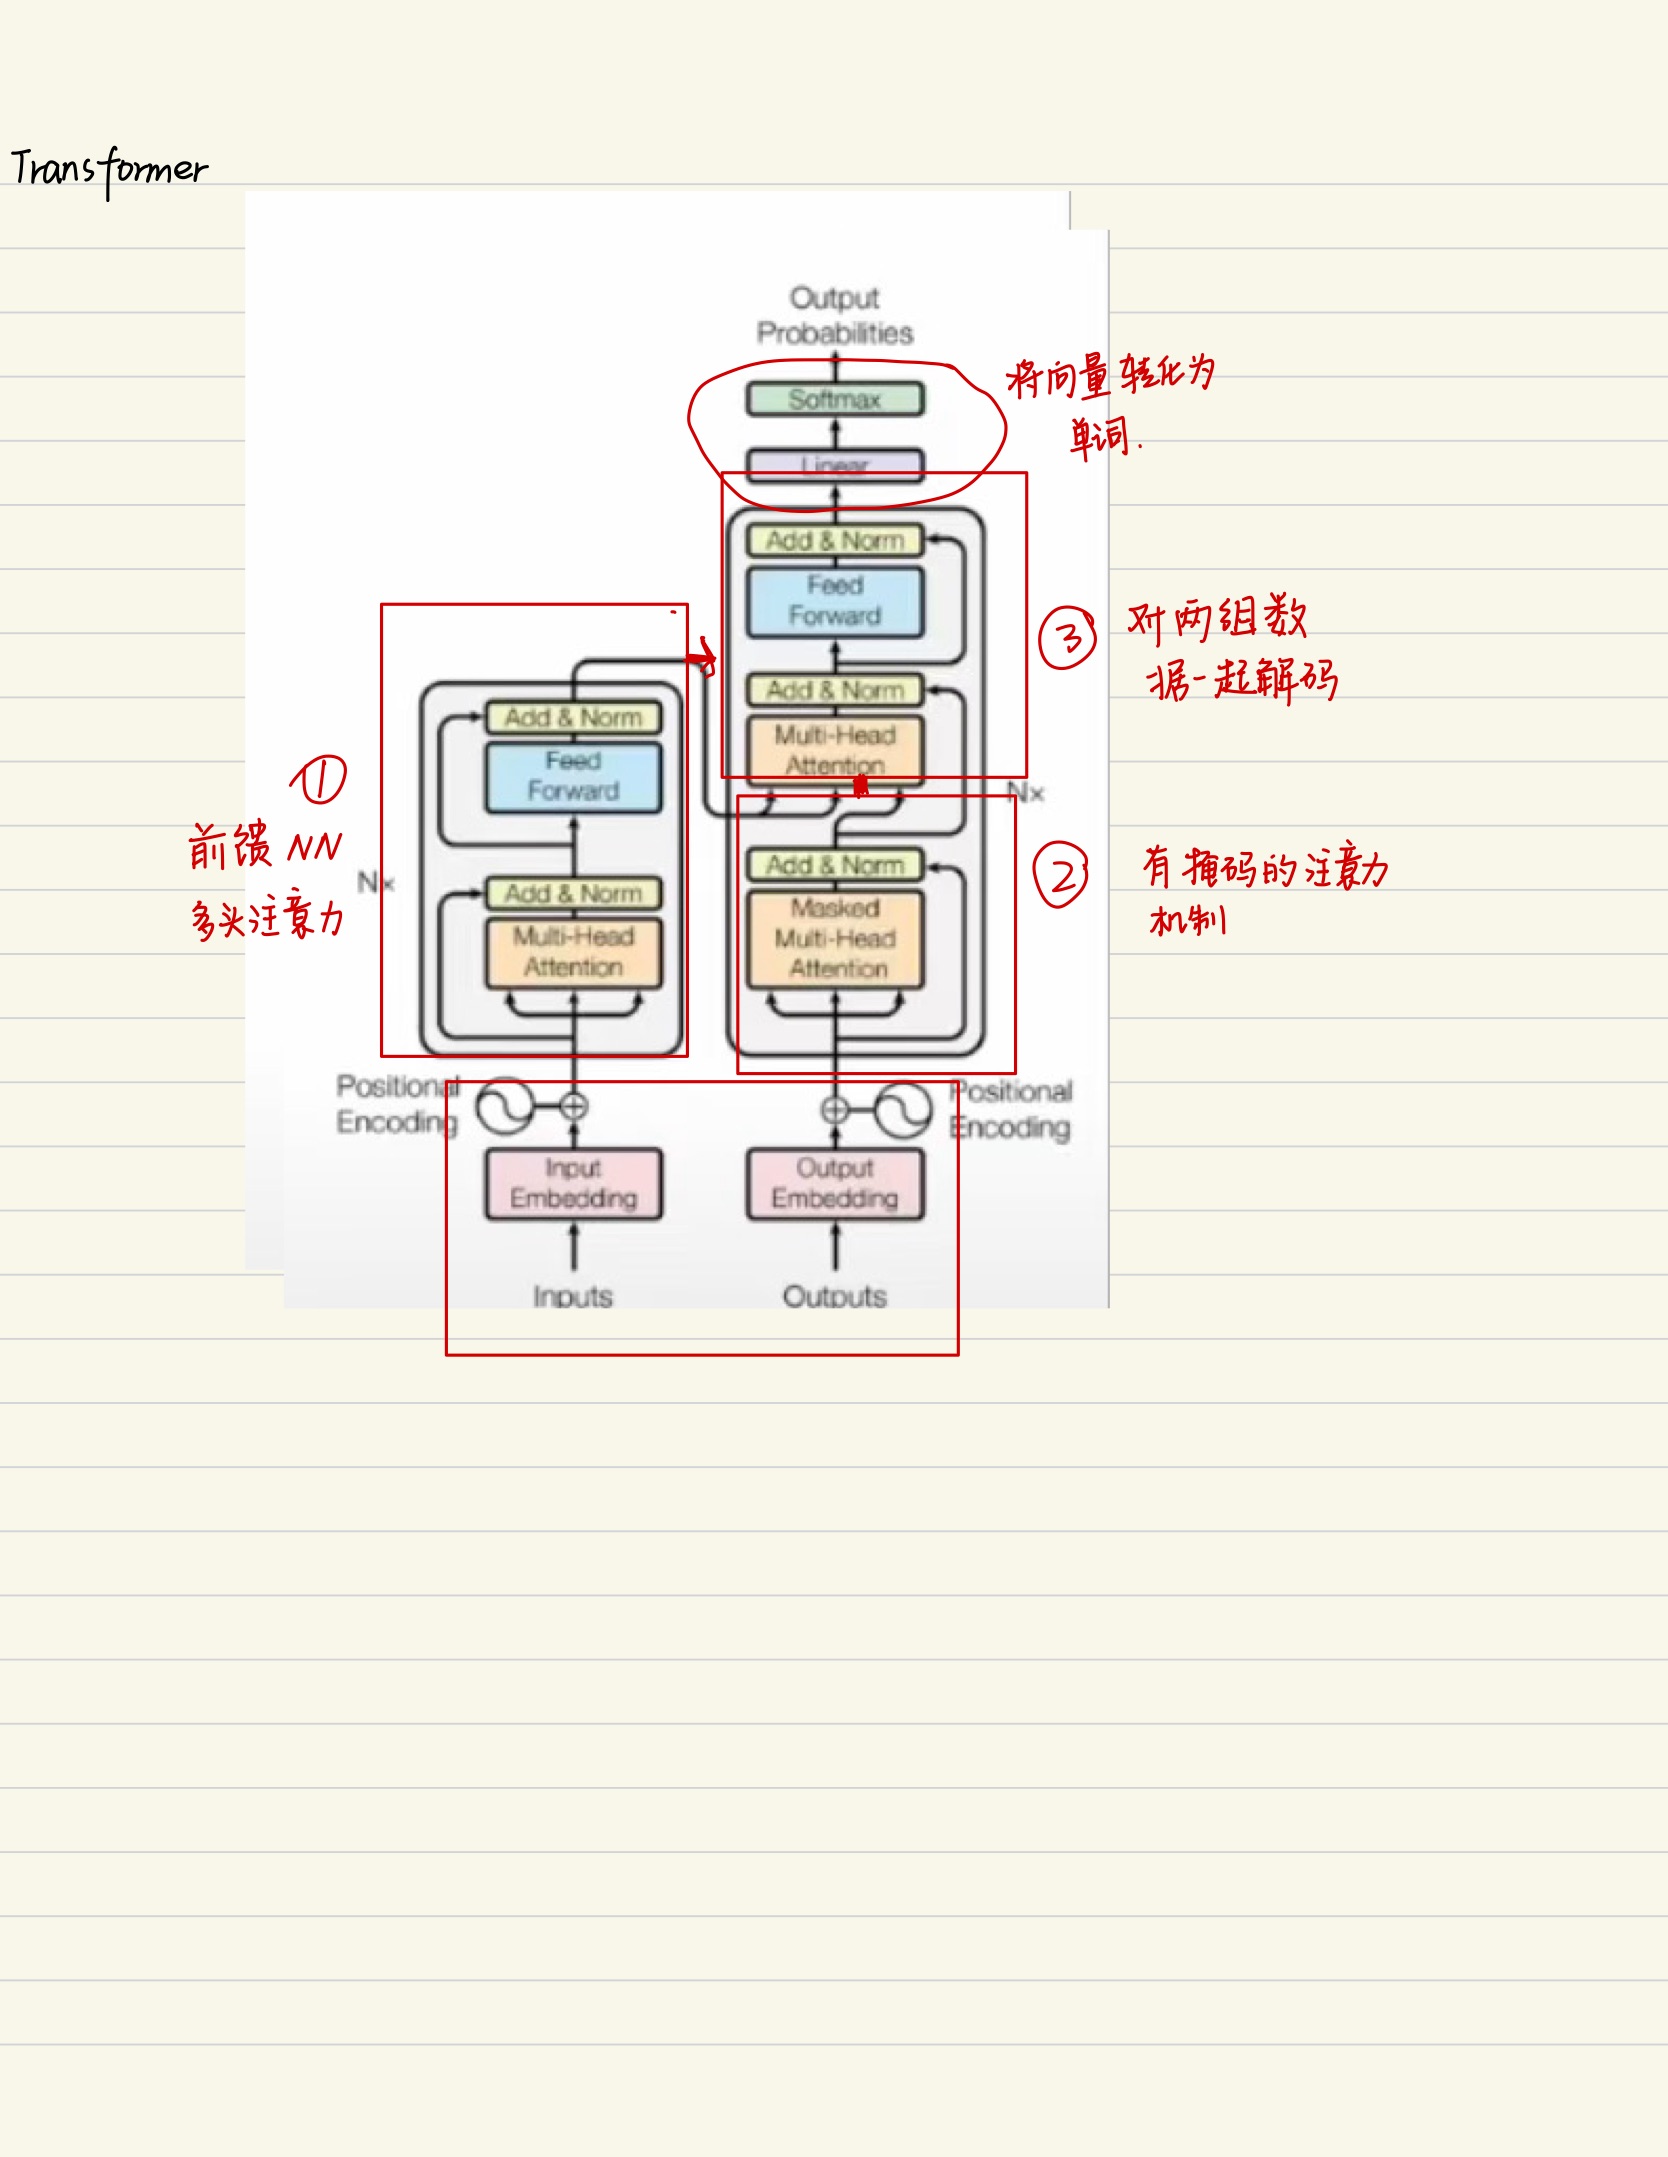 Transformer
Output
Probabilities
Softmax
将向量转化为
单词.
Linear
Add & Norm
Feed
Forward
③ 对两组数
据一起解码
Add & Norm
Multi-Head
Attention
Nx
Add & Norm
Feed
Forward
①
前馈 NN
多头注意力
Nx
Add & Norm
Multi-Head
Attention
Add & Norm
Masked
Multi-Head
Attention
② 有掩码的注意力
机制
Positional
Encoding
Positional
Encoding
Input
Embedding
Output
Embedding
Inputs
Outputs